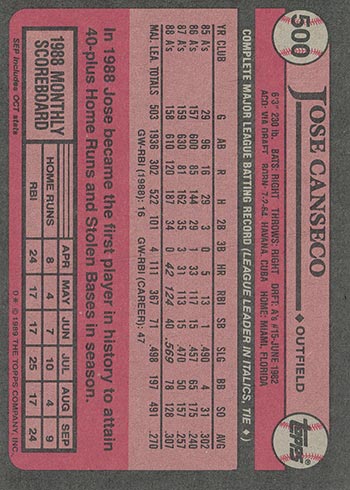 500
JOSE CANSECO ♦ OUTFIELD
TOPPS
6'3" 230 lb. BATS: RIGHT THROWS: RIGHT DRFT: A's #15-JUNE 1982
ACQ: VIA DRAFT BORN: 7-2-64, HAVANA, CUBA HOME: MIAMI, FLORIDA
COMPLETE MAJOR LEAGUE BATTING RECORD (LEAGUE LEADER IN ITALICS, TIE ♦)
YR CLUB G AB R H 2B 3B HR RBI SB SLG BB SO AVG
85 A's 29 96 16 29 3 0 5 13 1 .490 4 31 .302
86 A's 157 600 85 144 29 1 33 117 15 .457 65 175 .240
87 A's 159 630 81 162 35 3 31 113 15 .470 50 157 .257
88 A's 158 610 120 187 34 0 42 124 40 .569 78 128 .307
MAJ. LEA. TOTALS 503 1936 302 522 101 4 111 367 71 .498 197 491 .270
GW-RBI (1988): 16 GW-RBI (CAREER): 47
In 1988 Jose became the first player in history to attain
40-plus Home Runs and Stolen Bases in season.
1988 MONTHLY
SCOREBOARD
SEP includes OCT stats
APR MAY JUN JUL AUG SEP
HOME RUNS 8 4 7 10 4 9
RBI 24 17 17 25 17 24
D* © 1989 THE TOPPS COMPANY, INC.